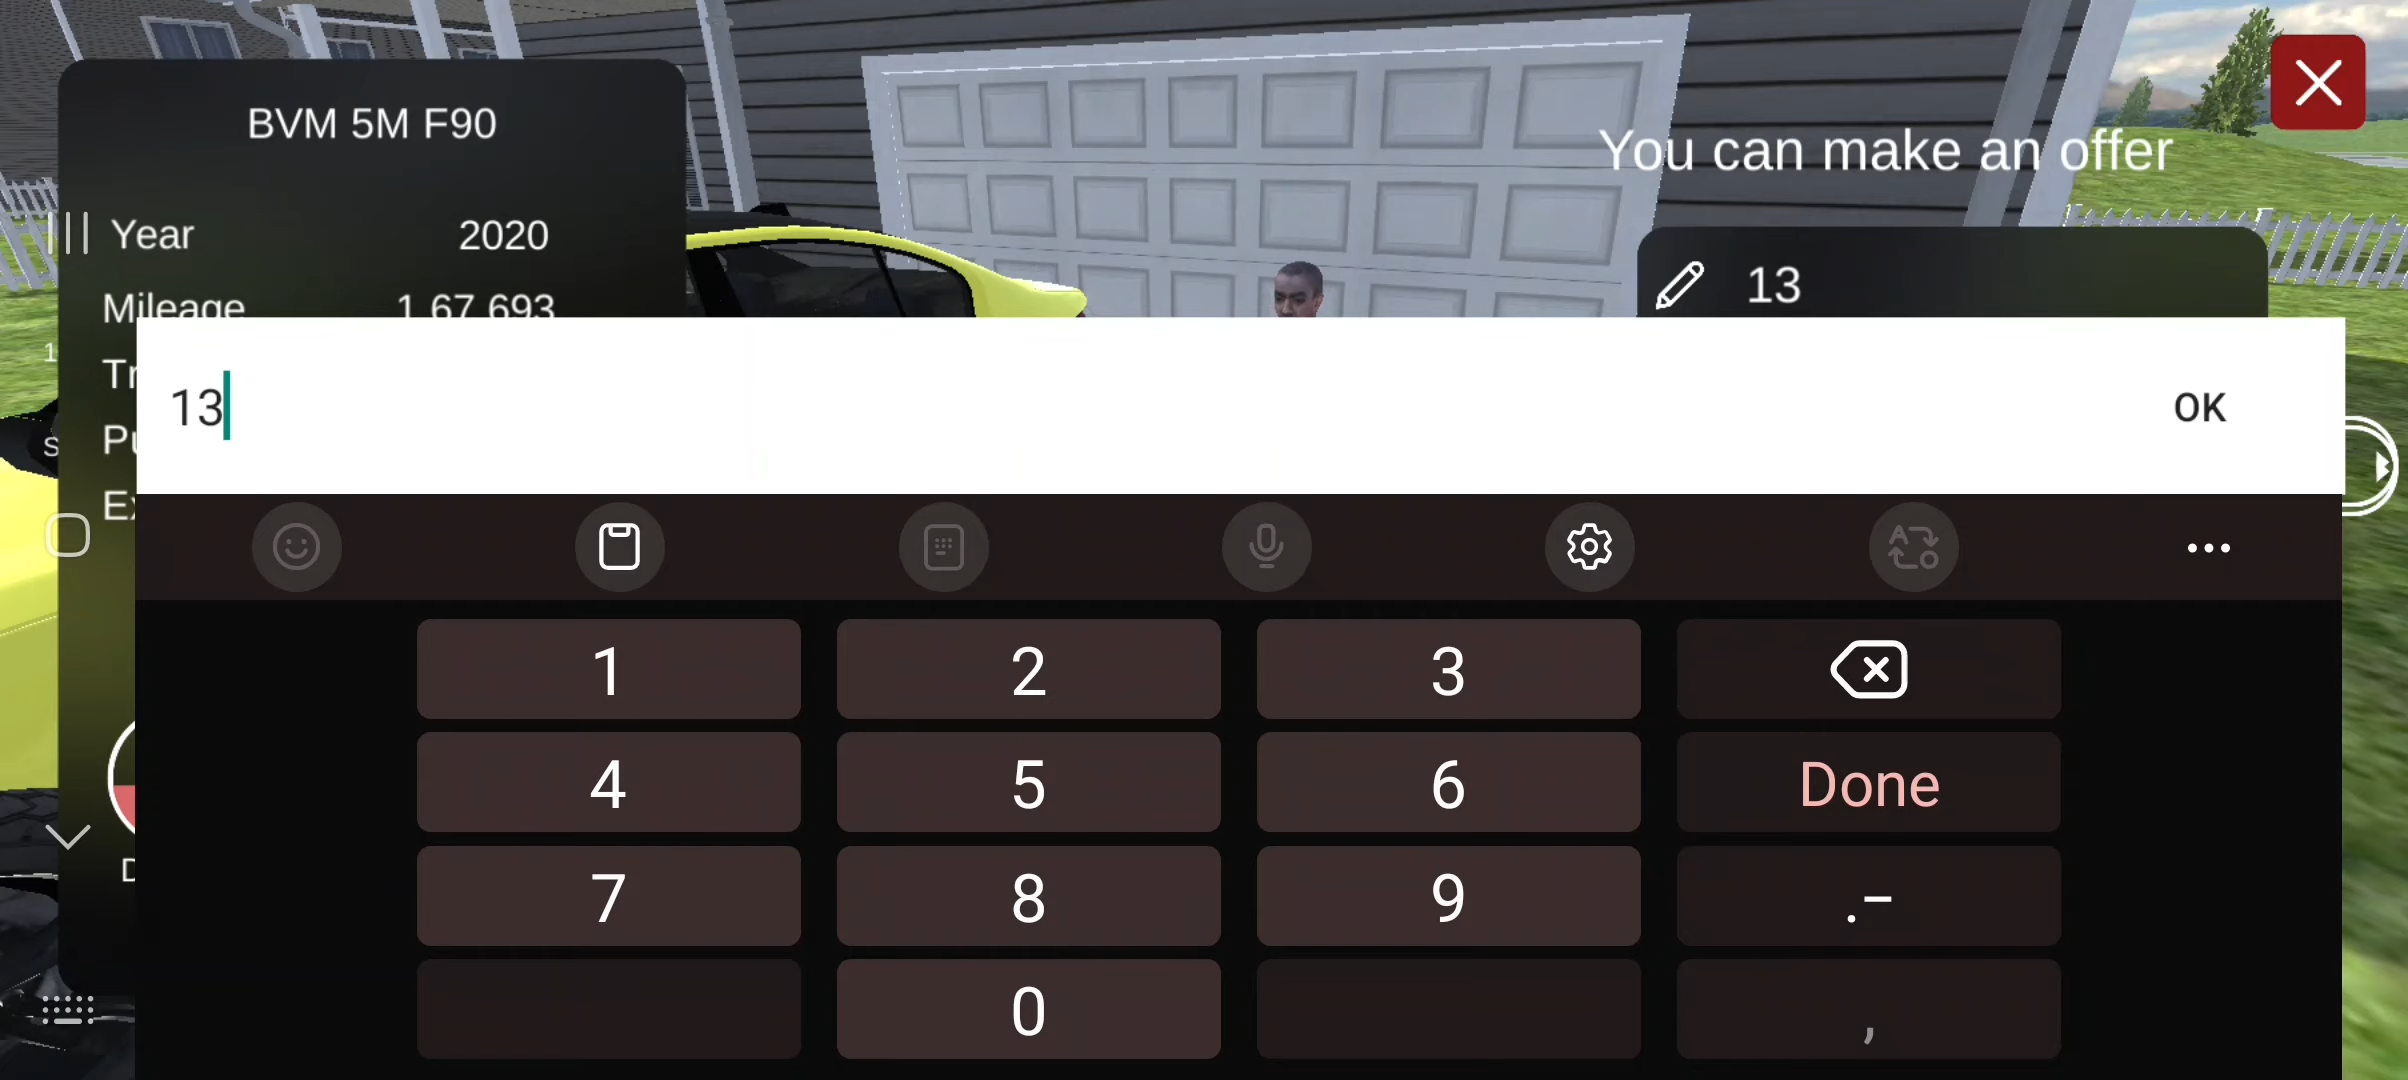 BVM 5M F90
You can make an offer
Year 2020
13
Mileage 1,67,693
13
OK
1 2 3
4 5 6 Done
7 8 9 .-
0 ,